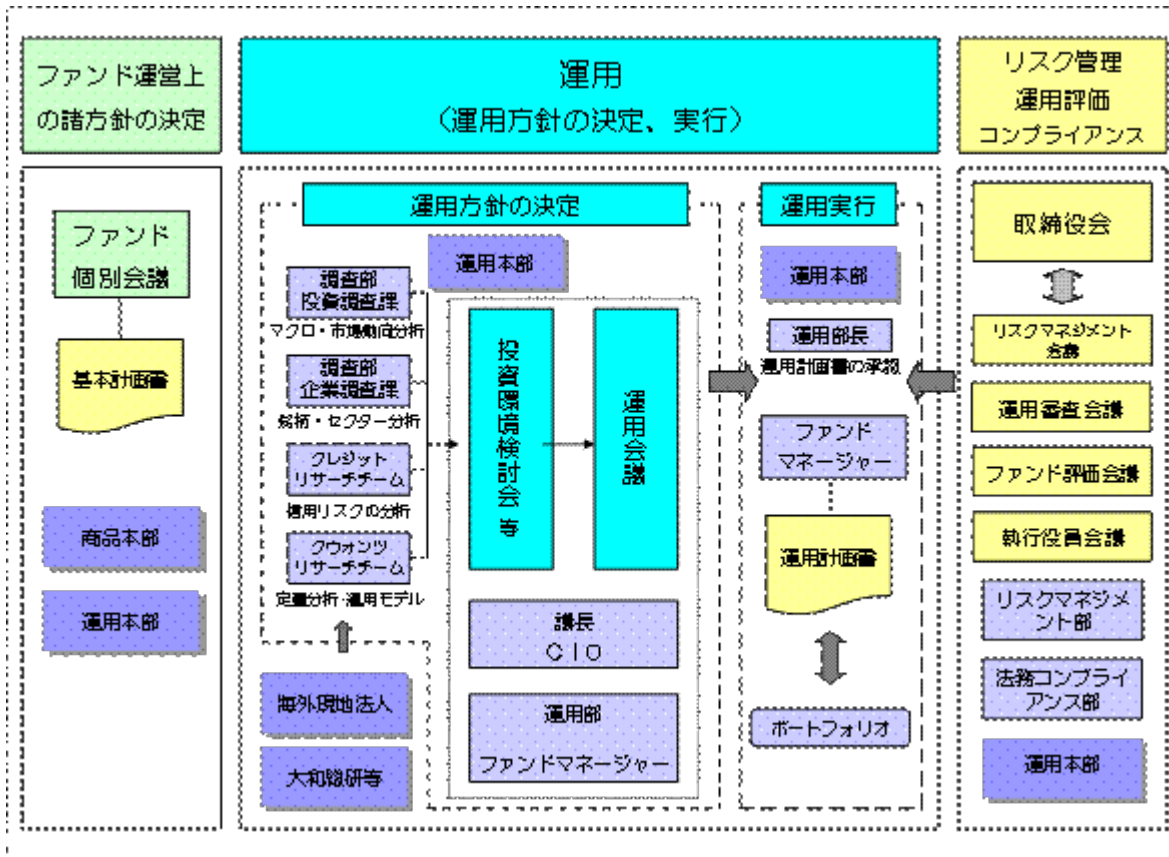 ファンド運営上
の諸方針の決定
ファンド
個別会議
基本計画書
商品本部
運用本部
運用
（運用方針の決定、実行）
運用方針の決定
運用本部
調査部
投資調査課
マクロ・市場動向分析
調査部
企業調査課
銘柄・セクター分析
クレジット
リサーチチーム
信用リスクの分析
クウォンツ
リサーチチーム
定量分析・運用モデル
海外現地法人
大和総研等
投資環境検討会 等
運用会議
議長
CIO
運用部
ファンドマネージャー
運用実行
運用本部
運用部長
運用計画書の承認
ファンド
マネージャー
運用計画書
ポートフォリオ
リスク管理
運用評価
コンプライアンス
取締役会
リスクマネジメント
会議
運用審査会議
ファンド評価会議
執行役員会議
リスクマネジメ
ント部
法務コンプライ
アンス部
運用本部